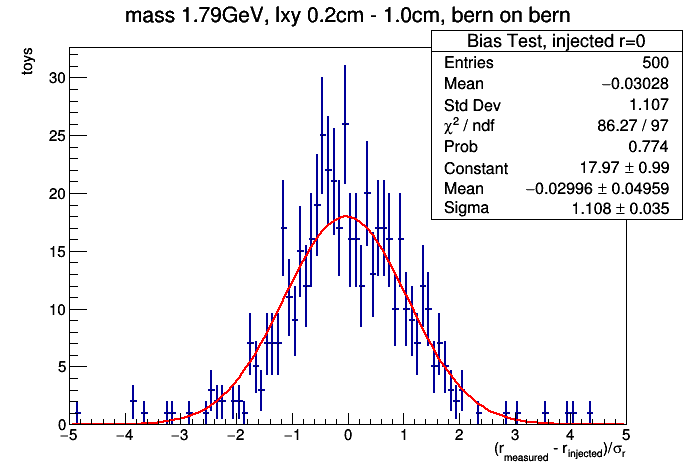 mass 1.79GeV, lxy 0.2cm - 1.0cm, bern on bern
toys
Bias Test, injected r=0
Entries 500
Mean −0.03028
Std Dev 1.107
χ² / ndf 86.27 / 97
Prob 0.774
Constant 17.97 ± 0.99
Mean −0.02996 ± 0.04959
Sigma 1.108 ± 0.035
30
25
20
15
10
5
0
−5 −4 −3 −2 −1 0 1 2 3 4 5
(r_measured - r_injected)/σ_r